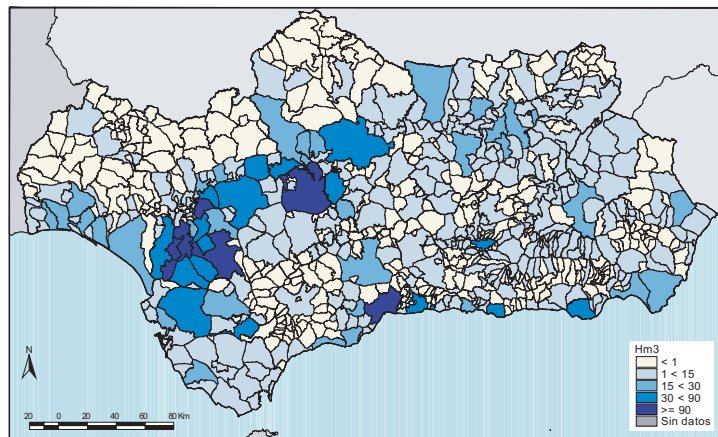 N
20 0 20 40 60 80 Km
Hm3
< 1
1 < 15
15 < 30
30 < 90
>= 90
Sin datos